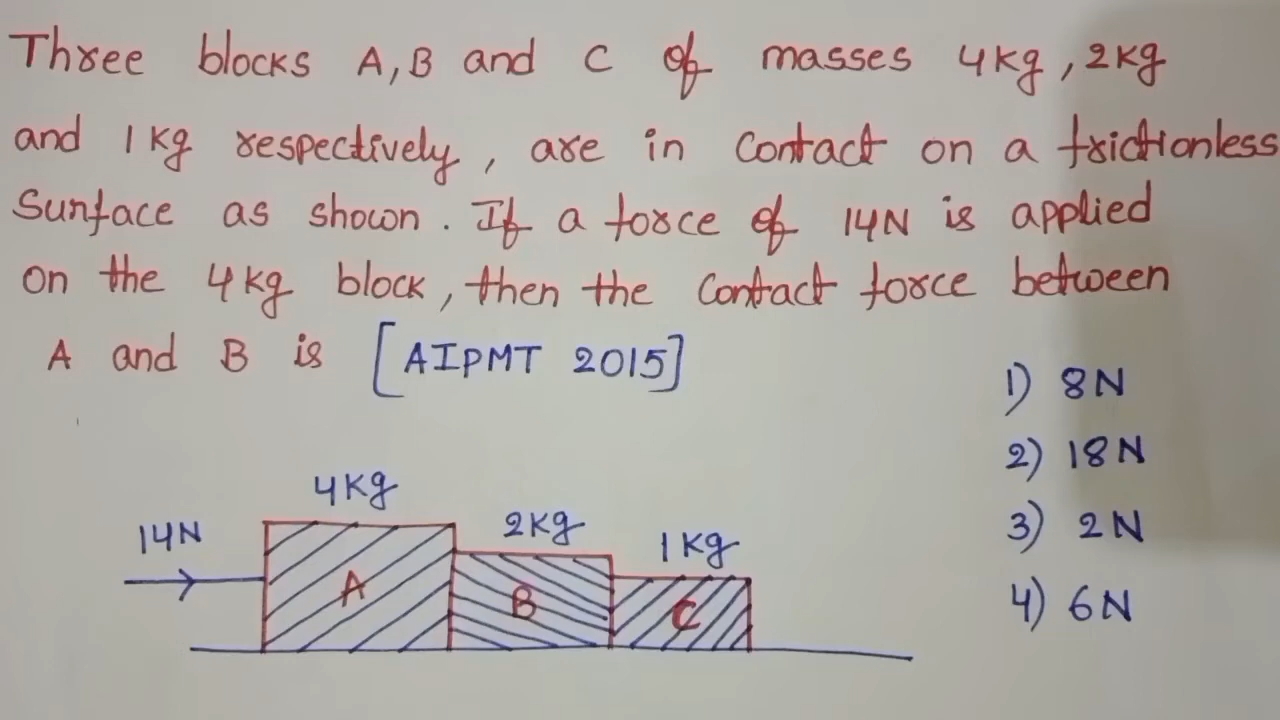 Three blocks A, B and C of masses 4Kg, 2Kg
and 1Kg respectively, are in contact on a frictionless
Surface as shown. If a force of 14N is applied
on the 4Kg block, then the contact force between
A and B is [AIPMT 2015]
1) 8N
2) 18N
3) 2N
4) 6N
4Kg
14N
2Kg
1Kg
A
B
C